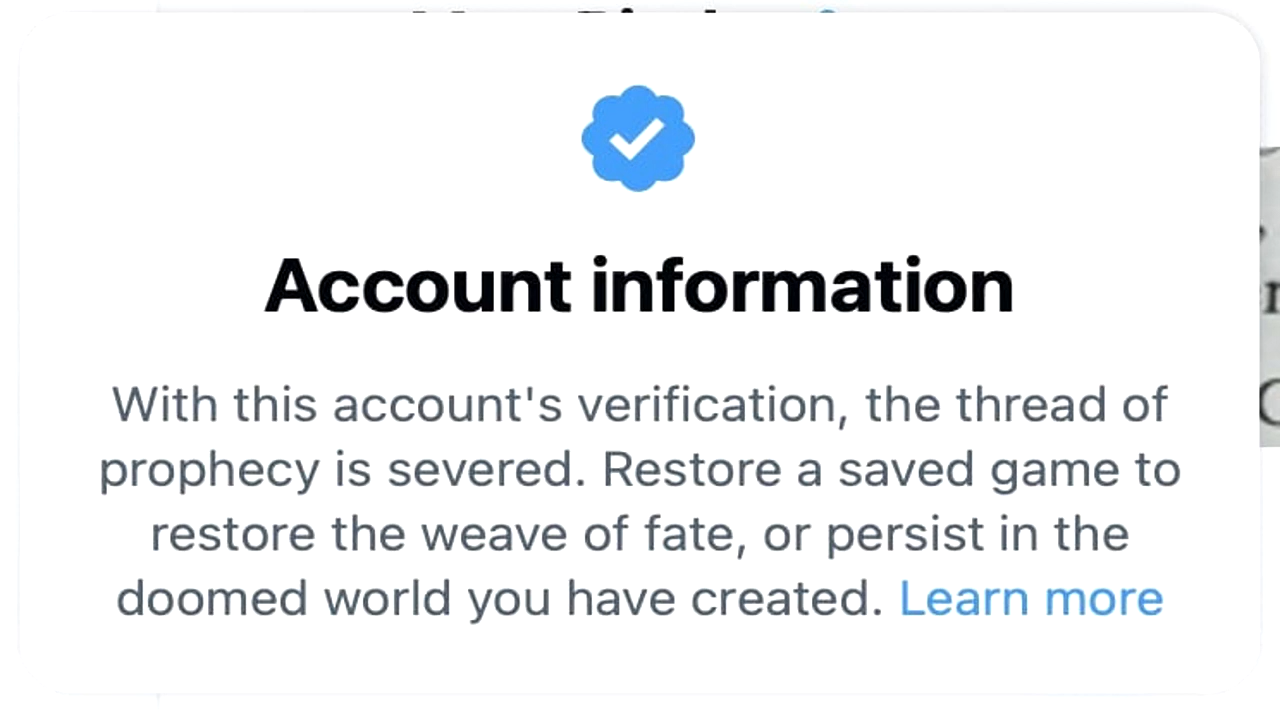 Account information
With this account's verification, the thread of
prophecy is severed. Restore a saved game to
restore the weave of fate, or persist in the
doomed world you have created. Learn more